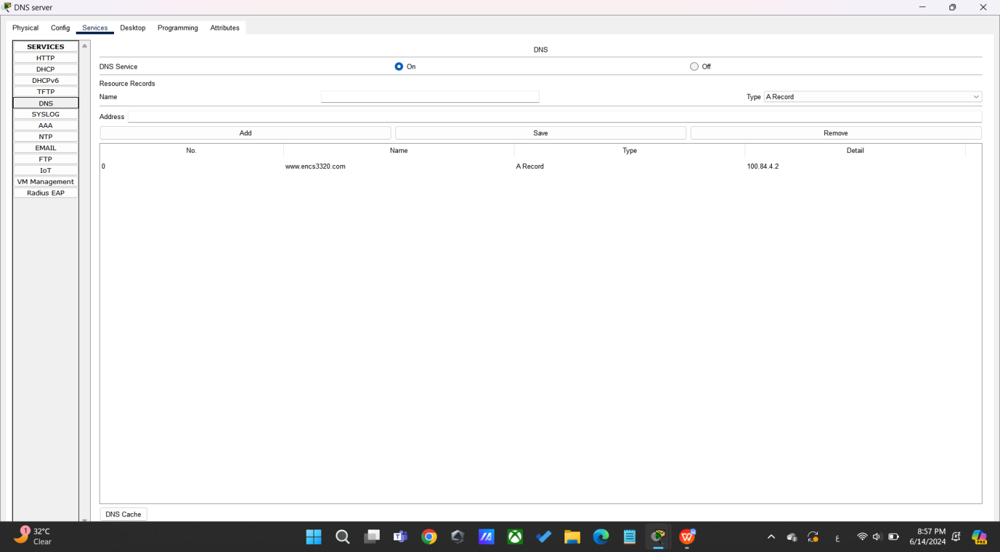 DNS server
Physical Config Services Desktop Programming Attributes
SERVICES
HTTP
DHCP
DHCPv6
TFTP
DNS
SYSLOG
AAA
NTP
EMAIL
FTP
IoT
VM Management
Radius EAP
DNS
DNS Service On Off
Resource Records
Name Type A Record
Address
Add Save Remove
No. Name Type Detail
0 www.encs3320.com A Record 100.84.4.2
DNS Cache
1 32°C
Clear
ع
8:57 PM
6/14/2024
PRE